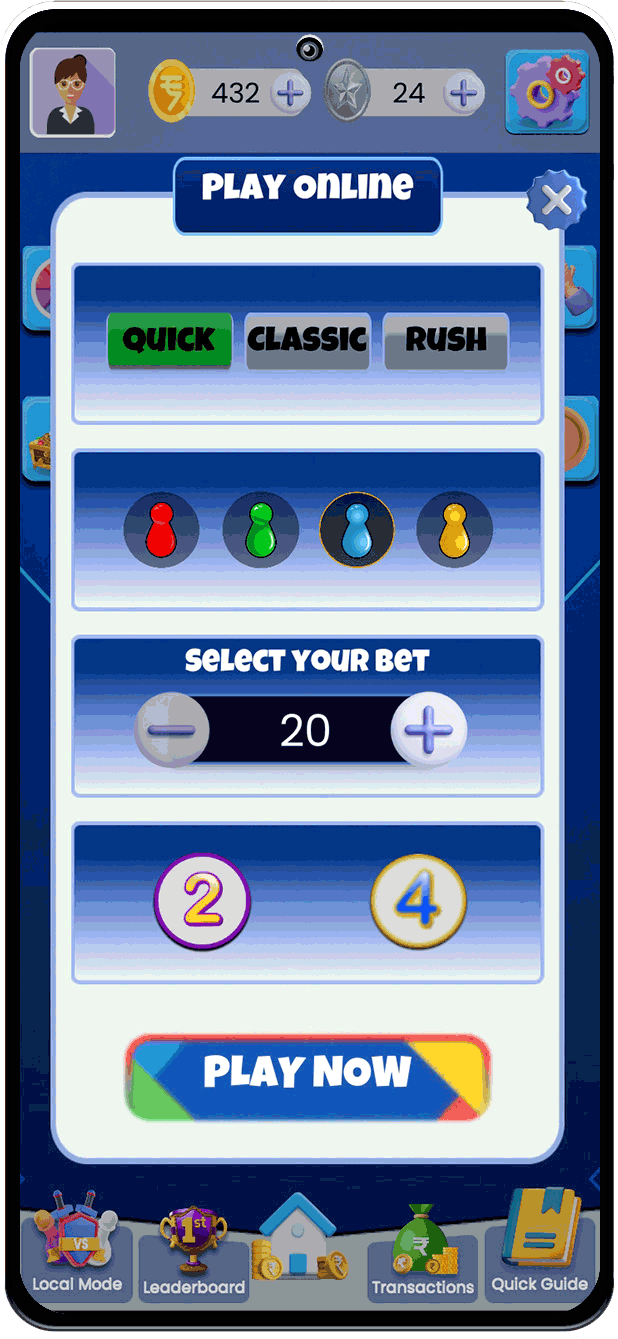 432
24
PLAY ONLINE
QUICK CLASSIC RUSH
SELECT YOUR BET
20
2
4
PLAY NOW
VS
1st
Local Mode
Leaderboard
Transactions
Quick Guide